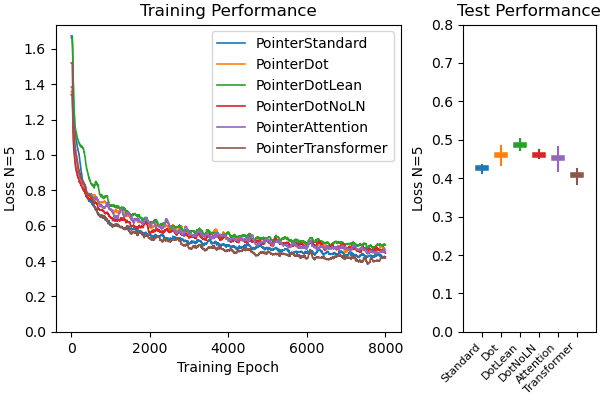 Training Performance
Loss N=5
1.6
1.4
1.2
1.0
0.8
0.6
0.4
0.2
0.0
PointerStandard
PointerDot
PointerDotLean
PointerDotNoLN
PointerAttention
PointerTransformer
0
2000
4000
6000
8000
Training Epoch
Test Performance
Loss N=5
0.8
0.7
0.6
0.5
0.4
0.3
0.2
0.1
0.0
Standard
Dot
DotLean
DotNoLN
Attention
Transformer